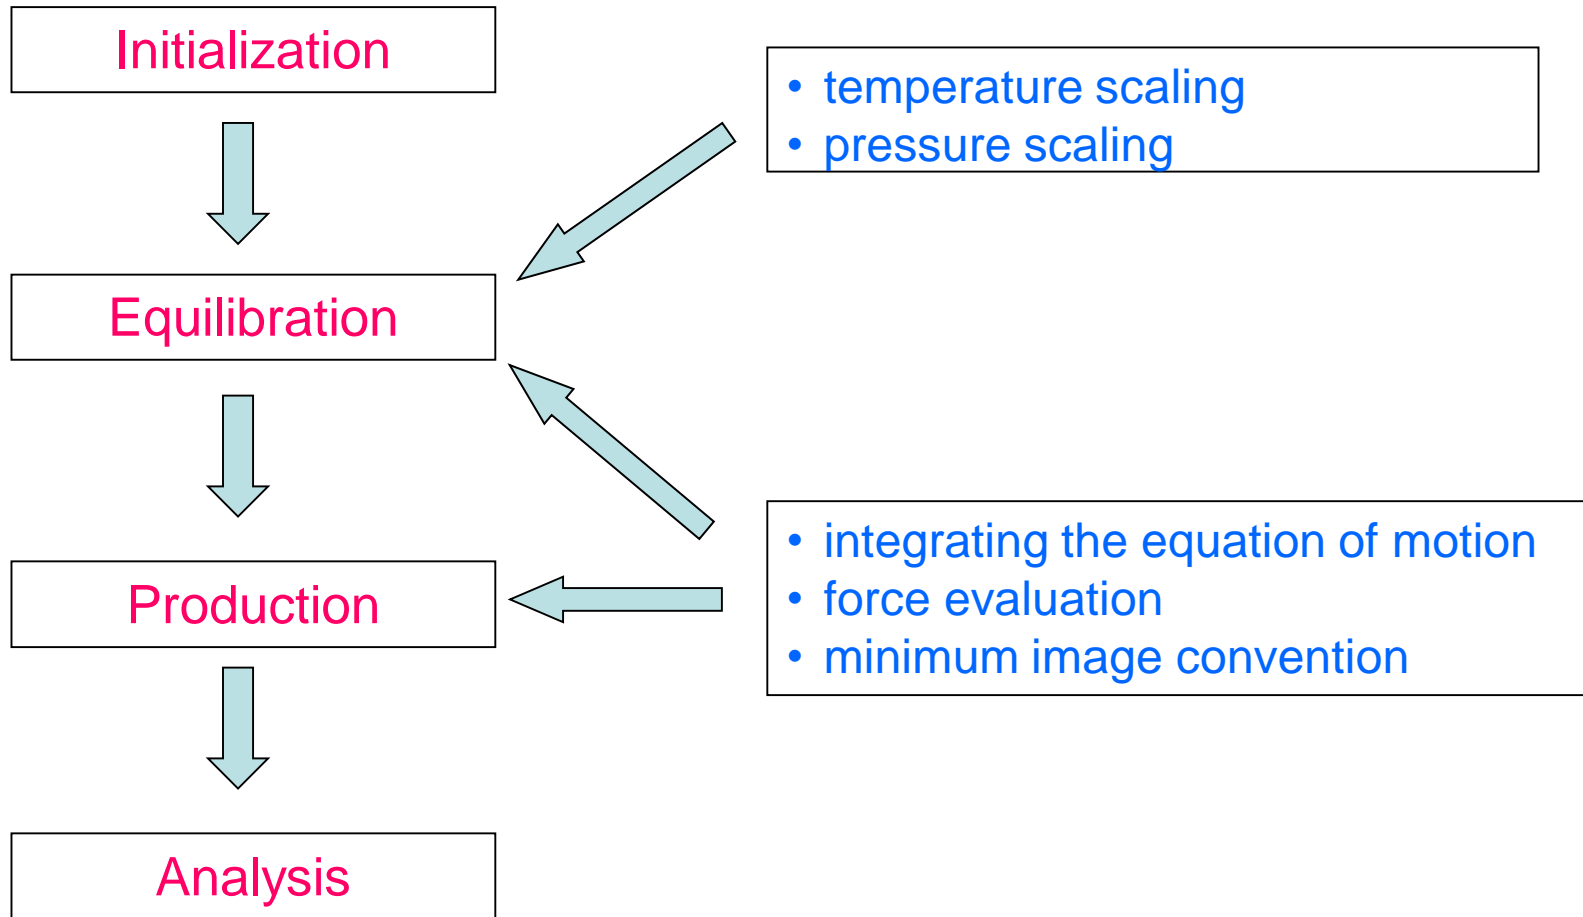 Initialization
• temperature scaling
• pressure scaling
Equilibration
• integrating the equation of motion
• force evaluation
• minimum image convention
Production
Analysis